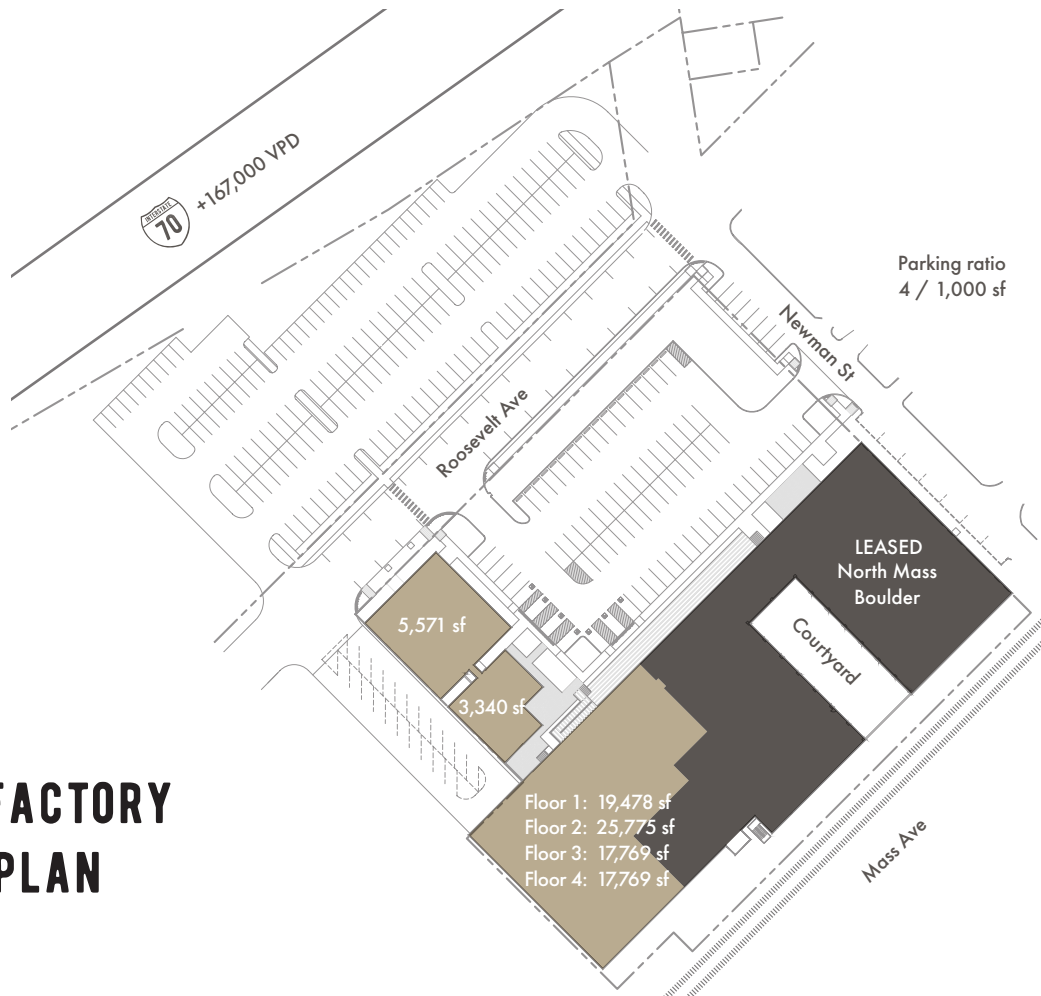 INTERSTATE
70
+167,000 VPD
Parking ratio
4 / 1,000 sf
Newman St
Roosevelt Ave
LEASED
North Mass
Boulder
Courtyard
5,571 sf
3,340 sf
Floor 1: 19,478 sf
Floor 2: 25,775 sf
Floor 3: 17,769 sf
Floor 4: 17,769 sf
Mass Ave
FACTORY
PLAN